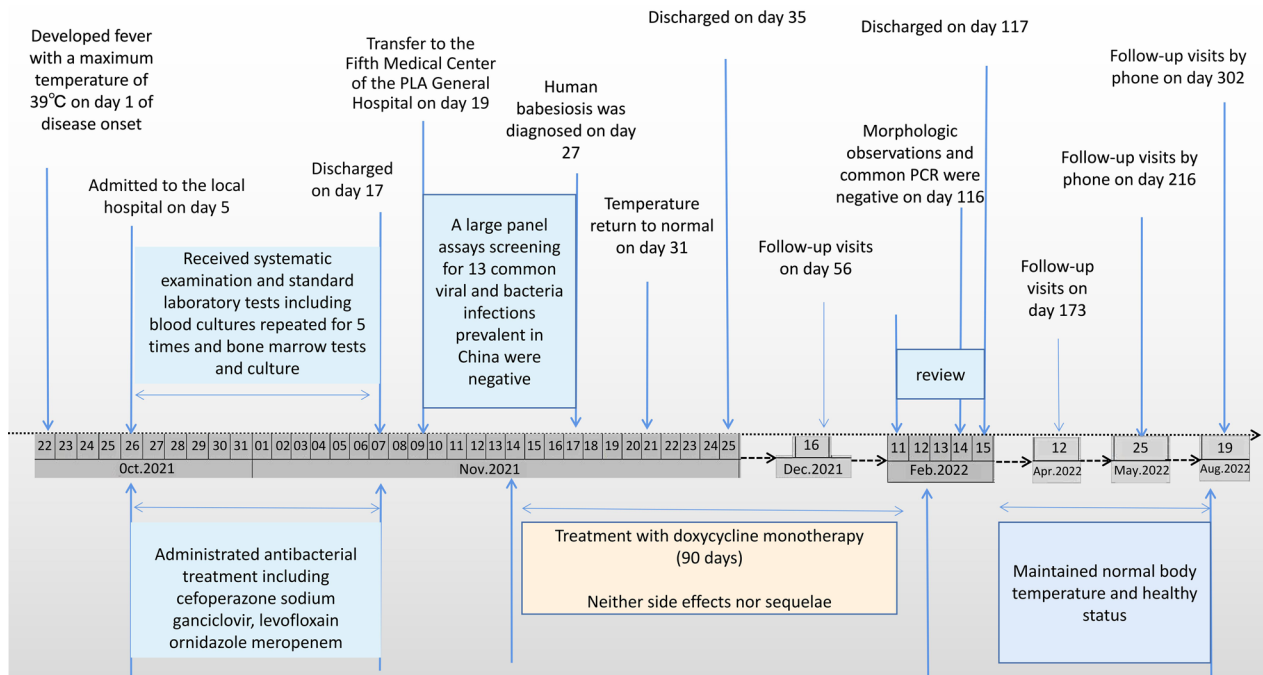 Developed fever
with a maximum
temperature of
39℃ on day 1 of
disease onset
Admitted to the local
hospital on day 5
Discharged
on day 17
Transfer to the
Fifth Medical Center
of the PLA General
Hospital on day 19
Human
babesiosis was
diagnosed on day
27
Temperature
return to normal
on day 31
Discharged on day 35
Follow-up visits
on day 56
Morphologic
observations and
common PCR were
negative on day 116
Discharged on day 117
Follow-up
visits on
day 173
Follow-up visits by
phone on day 216
Follow-up visits by
phone on day 302
Received systematic
examination and standard
laboratory tests including
blood cultures repeated for 5
times and bone marrow tests
and culture
A large panel
assays screening
for 13 common
viral and bacteria
infections
prevalent in
China were
negative
review
22 23 24 25 26 27 28 29 30 31 01 02 03 04 05 06 07 08 09 10 11 12 13 14 15 16 17 18 19 20 21 22 23 24 25 16 11 12 13 14 15 12 25 19
Oct.2021 Nov.2021 Dec.2021 Feb.2022 Apr.2022 May.2022 Aug.2022
Administrated antibacterial
treatment including
cefoperazone sodium
ganciclovir, levofloxain
ornidazole meropenem
Treatment with doxycycline monotherapy
(90 days)
Neither side effects nor sequelae
Maintained normal body
temperature and healthy
status